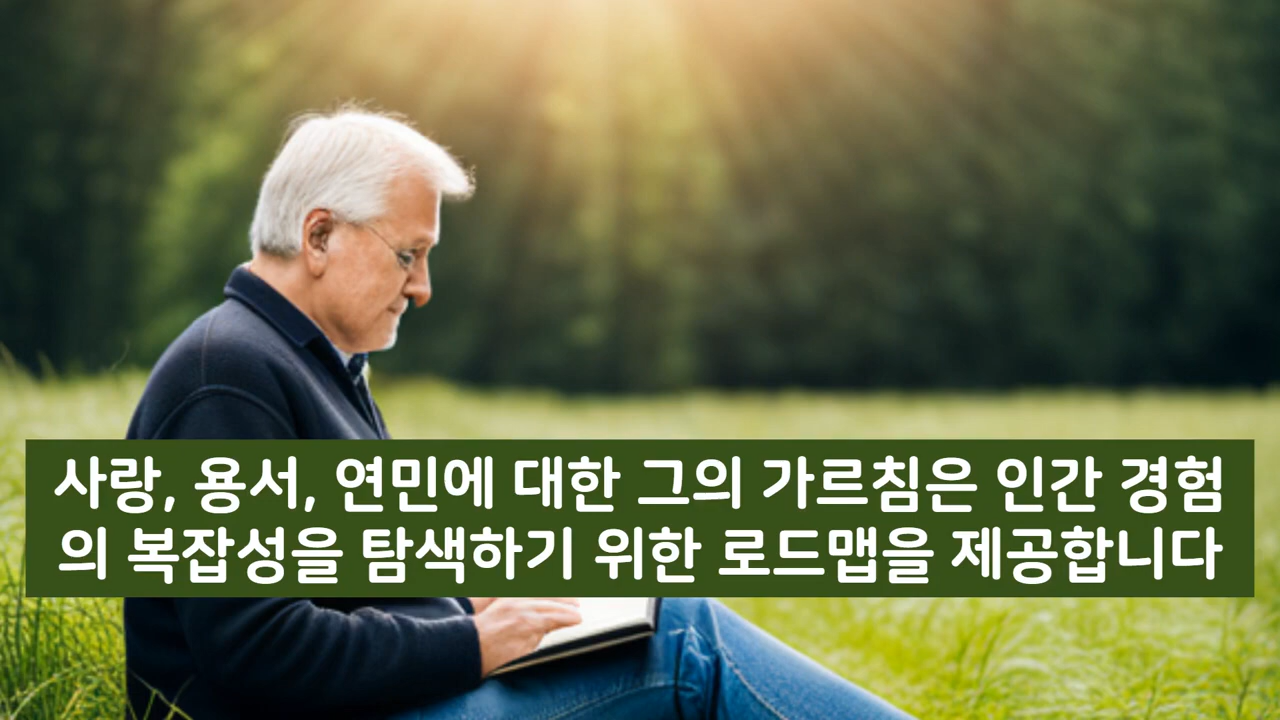 사랑, 용서, 연민에 대한 그의 가르침은 인간 경험
의 복잡성을 탐색하기 위한 로드맵을 제공합니다